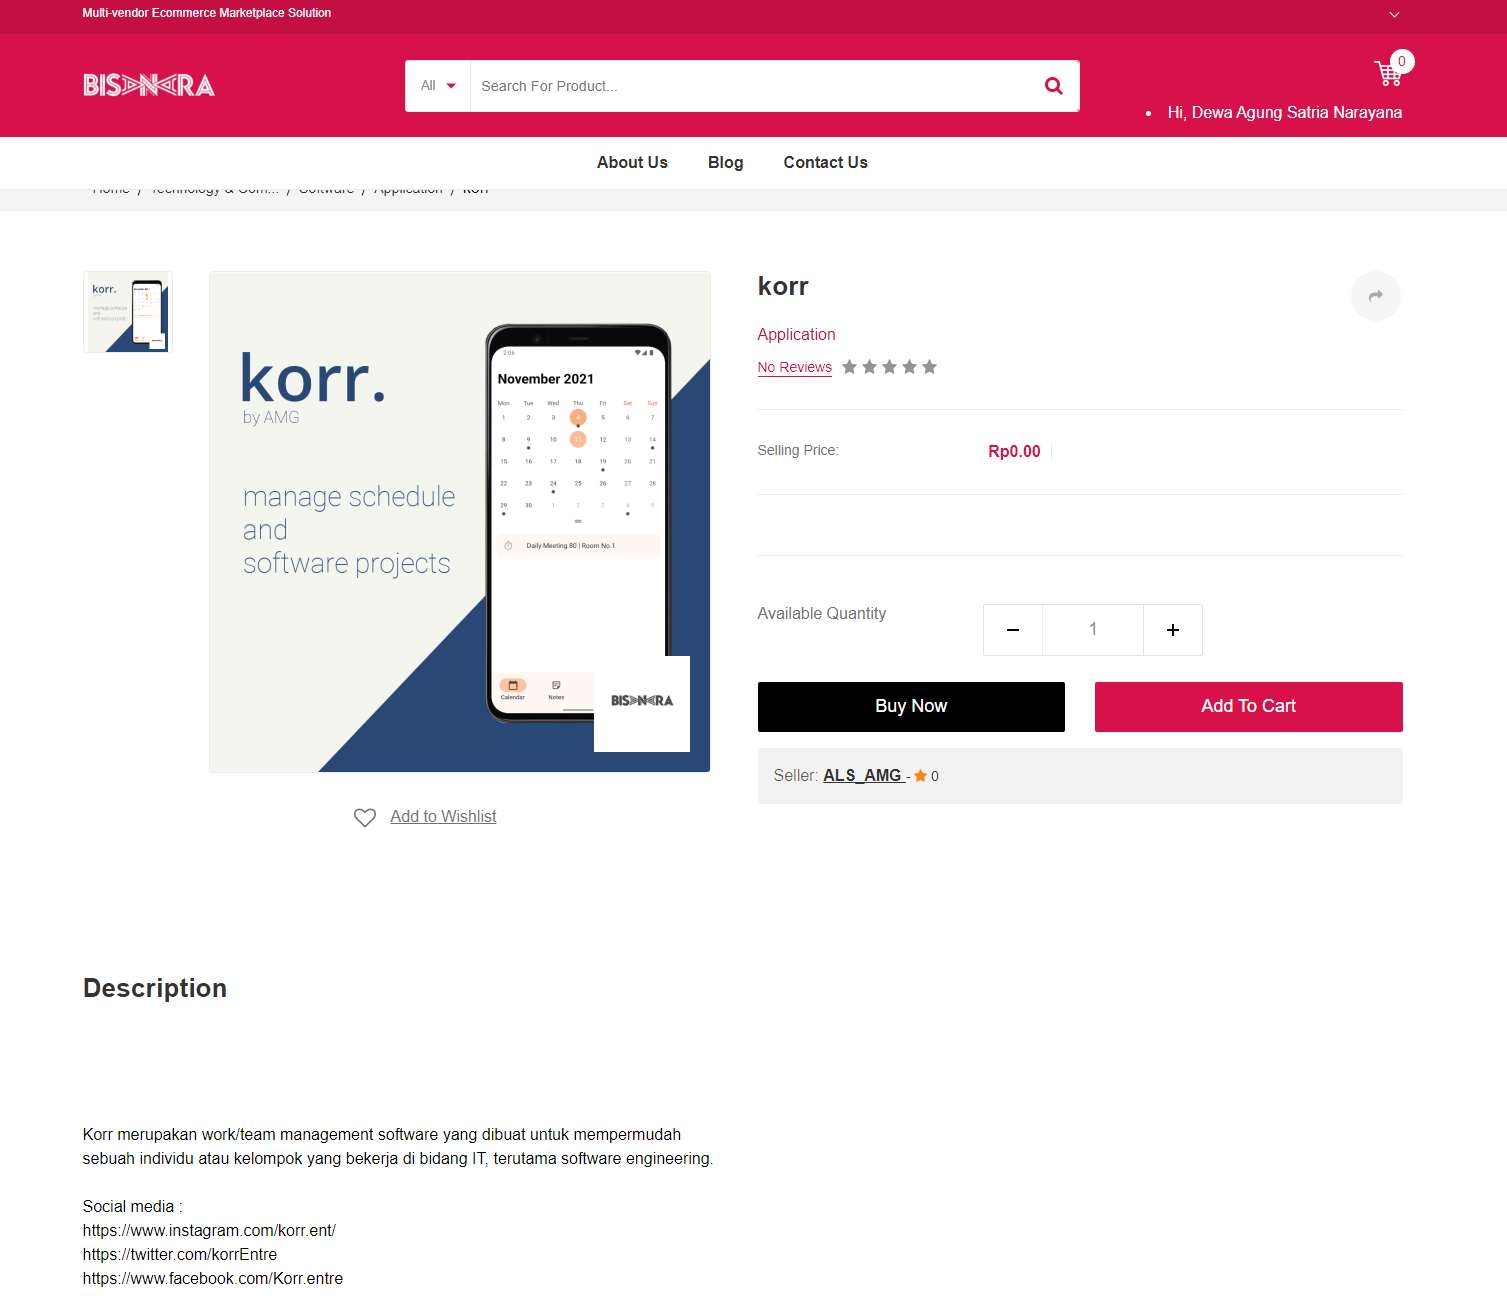 Multi-vendor Ecommerce Marketplace Solution
BISANARA
All
Search For Product...
0
Hi, Dewa Agung Satria Narayana
About Us Blog Contact Us
Home / Technology & Com... / Software / Application / korr
korr.
by AMG
manage schedule
and
software projects
2:06
November 2021
Mon Tue Wed Thu Fri Sat Sun
1 2 3 4 5 6 7
8 9 10 11 12 13 14
15 16 17 18 19 20 21
22 23 24 25 26 27 28
29 30 1 2 3 4 5
Daily Meeting 80 | Room No.1
Calendar Notes
BISANARA
Add to Wishlist
korr
Application
No Reviews
Selling Price: Rp0.00
Available Quantity
1
Buy Now Add To Cart
Seller: ALS_AMG - 0
Description
Korr merupakan work/team management software yang dibuat untuk mempermudah
sebuah individu atau kelompok yang bekerja di bidang IT, terutama software engineering.
Social media :
https://www.instagram.com/korr.ent/
https://twitter.com/korrEntre
https://www.facebook.com/Korr.entre